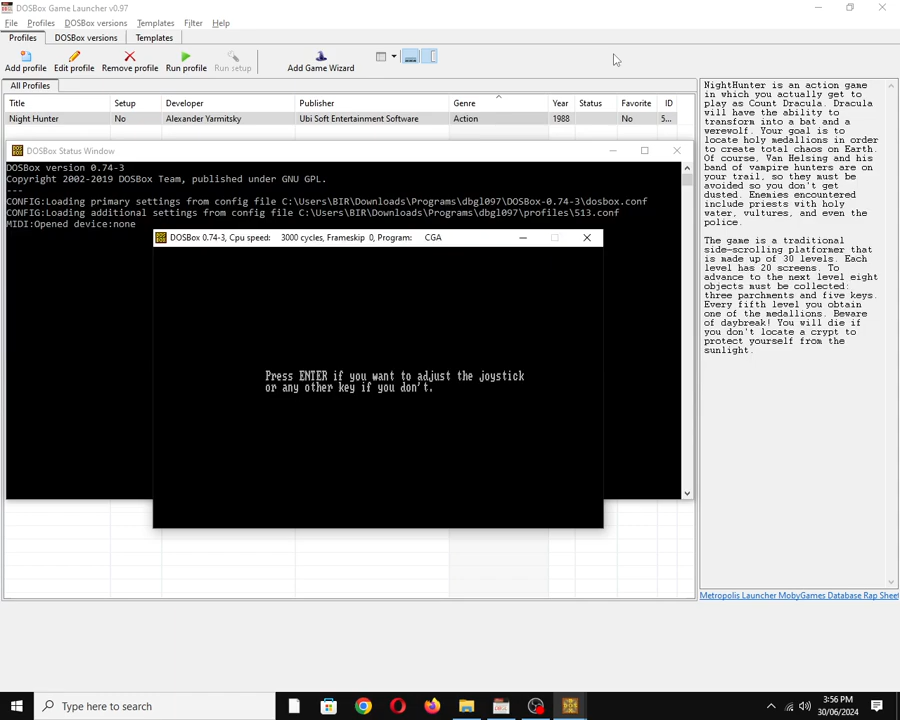 DOSBox Game Launcher v0.97
File Profiles DOSBox versions Templates Filter Help
Profiles DOSBox versions Templates
Add profile Edit profile Remove profile Run profile Run setup Add Game Wizard
All Profiles
Title Setup Developer Publisher Genre Year Status Favorite ID
Night Hunter No Alexander Yarmitsky Ubi Soft Entertainment Software Action 1988 No 5...
DOSBox Status Window
DOSBox version 0.74-3
Copyright 2002-2019 DOSBox Team, published under GNU GPL.
---
CONFIG:Loading primary settings from config file C:\Users\BIR\Downloads\Programs\dbgl097\DOSBox-0.74-3\dosbox.conf
CONFIG:Loading additional settings from config file C:\Users\BIR\Downloads\Programs\dbgl097\profiles\513.conf
MIDI:Opened device:none
DOSBox 0.74-3, Cpu speed: 3000 cycles, Frameskip 0, Program: CGA
Press ENTER if you want to adjust the joystick
or any other key if you don't.
NightHunter is an action game
in which you actually get to
play as Count Dracula. Dracula
will have the ability to
transform into a bat and a
werewolf. Your goal is to
locate holy medallions in order
to create total chaos on Earth.
Of course, Van Helsing and his
band of vampire hunters are on
your trail, so they must be
avoided so you don't get
dusted. Enemies encountered
include priests with holy
water, vultures, and even the
police.
The game is a traditional
side-scrolling platformer that
is made up of 30 levels. Each
level has 20 screens. To
advance to the next level eight
objects must be collected:
three parchments and five keys.
Every fifth level you obtain
one of the medallions. Beware
of daybreak! You will die if
you don't locate a crypt to
protect yourself from the
sunlight.
Metropolis Launcher MobyGames Database Rap Sheet
Type here to search
3:56 PM
30/06/2024